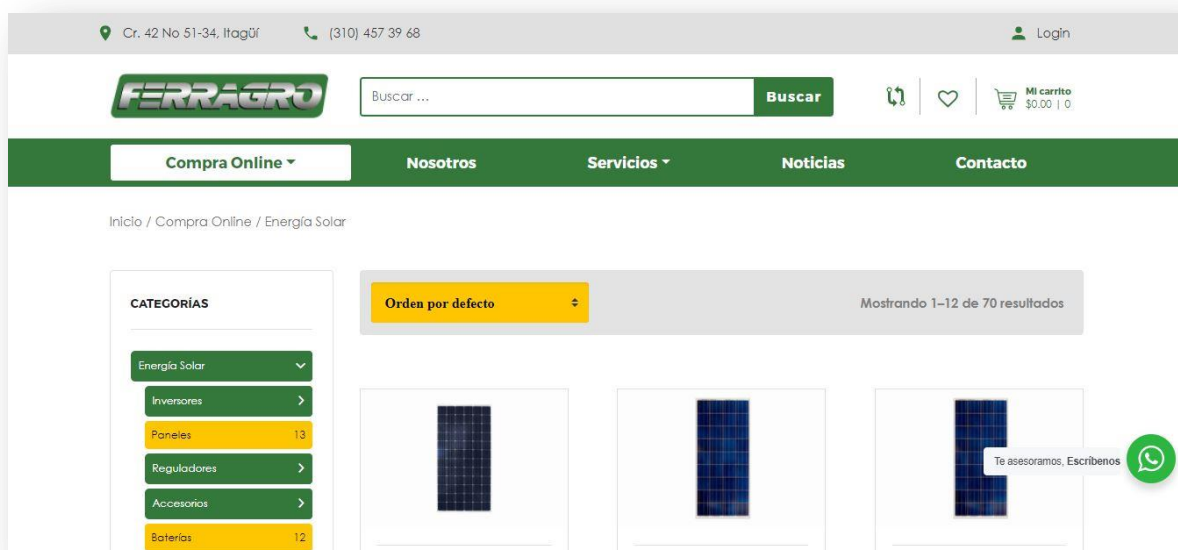 Cr. 42 No 51-34, Itagüí (310) 457 39 68 Login
FERRAGRO
Buscar ...
Buscar
Mi carrito
$0.00 | 0
Compra Online Nosotros Servicios Noticias Contacto
Inicio / Compra Online / Energía Solar
CATEGORÍAS
Orden por defecto
Mostrando 1–12 de 70 resultados
Energía Solar
Inversores
Paneles 13
Reguladores
Accesorios
Baterías 12
Te asesoramos, Escríbenos